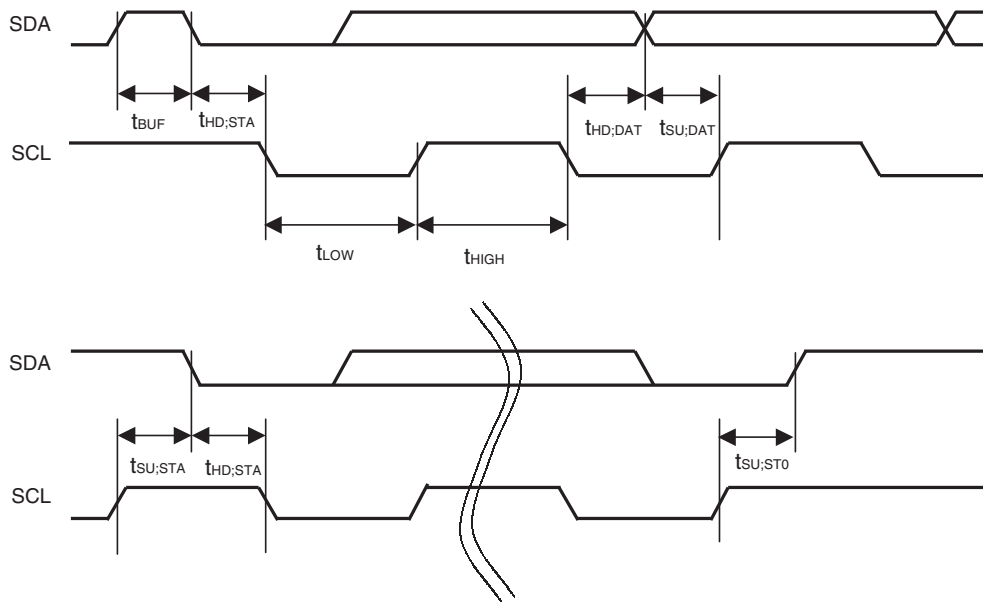 SDA
tBUF
tHD;STA
tHD;DAT
tSU;DAT
SCL
tLOW
tHIGH
SDA
tSU;STA
tHD;STA
tSU;ST0
SCL